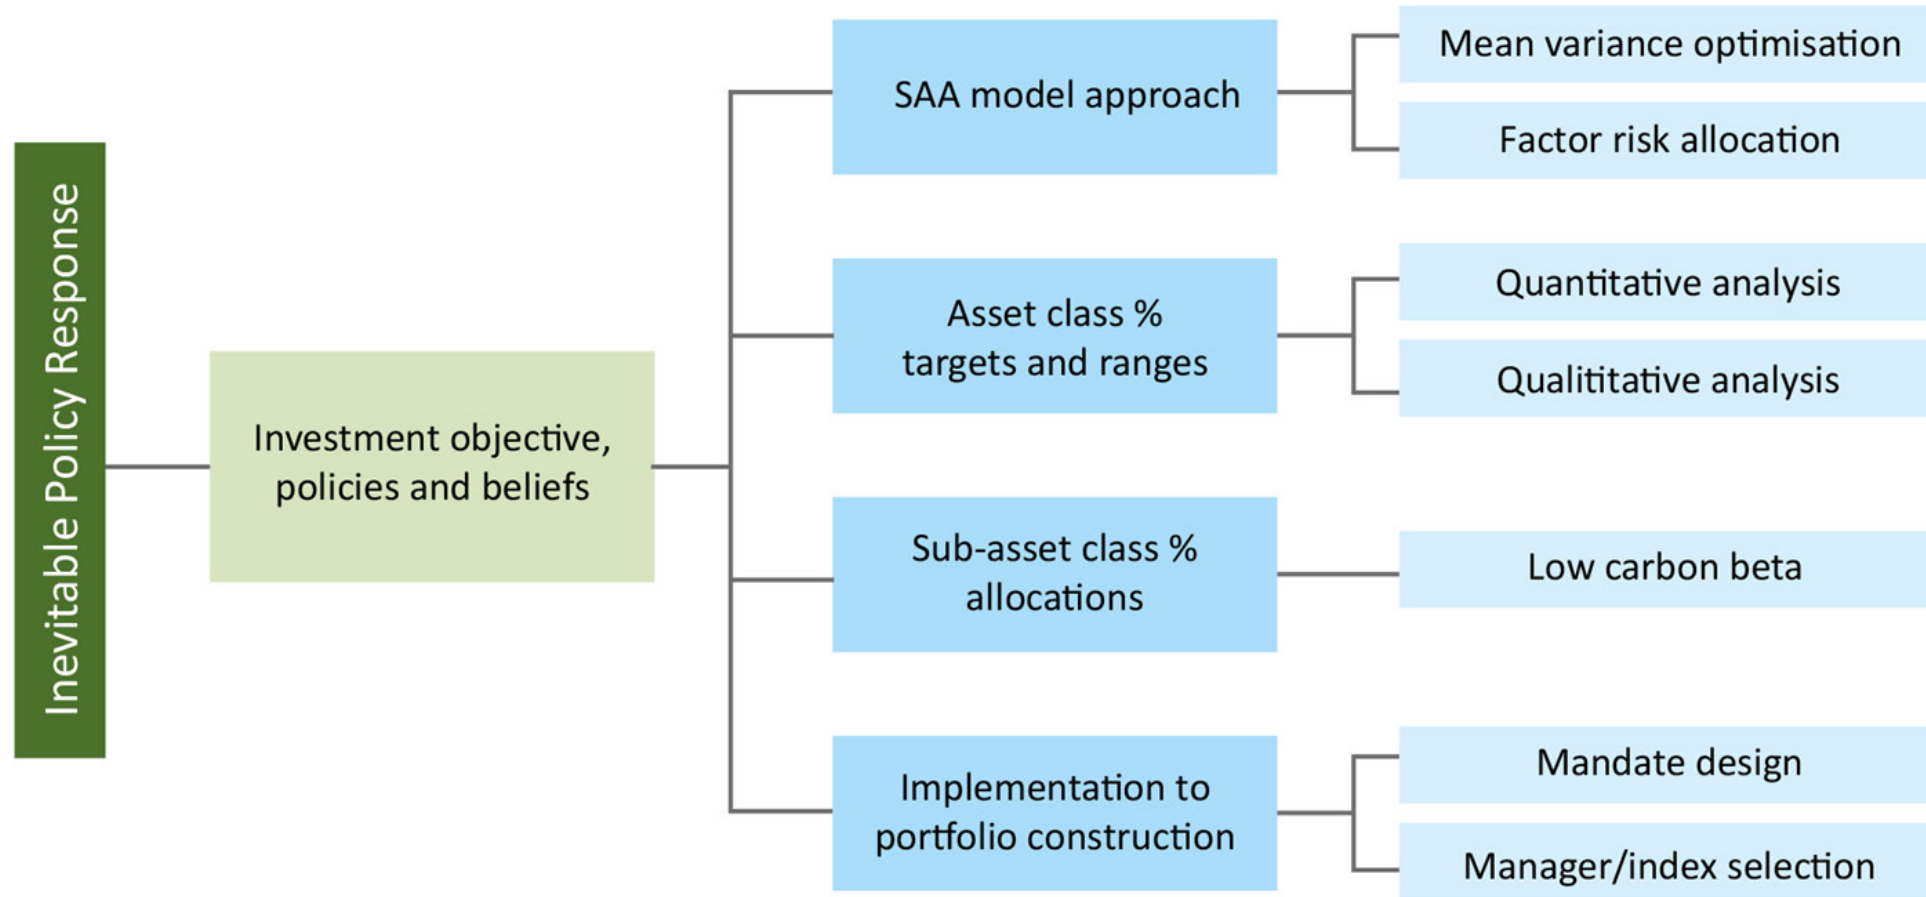 Inevitable Policy Response
Investment objective,
policies and beliefs
SAA model approach
Mean variance optimisation
Factor risk allocation
Asset class %
targets and ranges
Quantitative analysis
Qualititative analysis
Sub-asset class %
allocations
Low carbon beta
Implementation to
portfolio construction
Mandate design
Manager/index selection